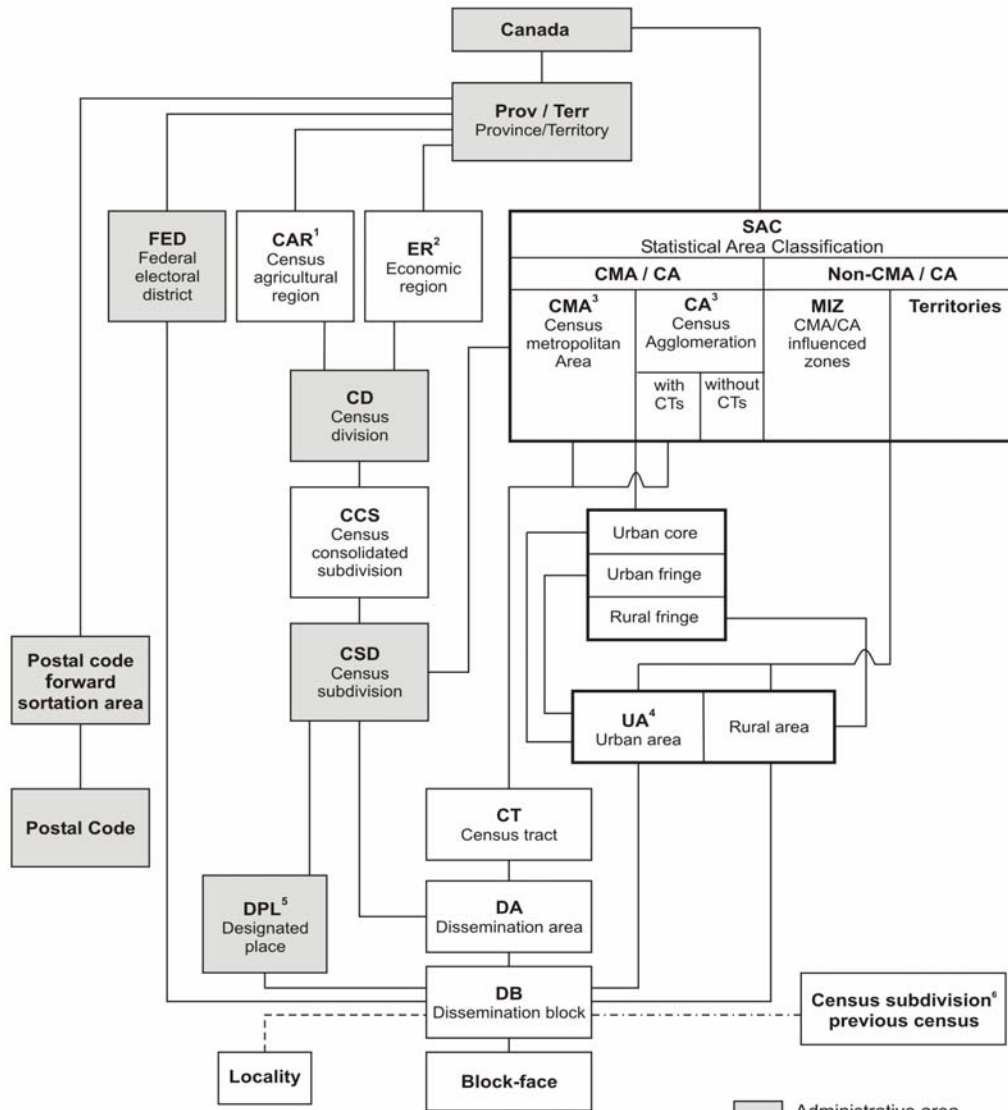 Canada
Prov / Terr
Province/Territory
FED
Federal
electoral
district
CAR¹
Census
agricultural
region
ER²
Economic
region
SAC
Statistical Area Classification
CMA / CA
Non-CMA / CA
CMA³
Census
metropolitan
Area
CA³
Census
Agglomeration
with
CTs
without
CTs
MIZ
CMA/CA
influenced
zones
Territories
CD
Census
division
CCS
Census
consolidated
subdivision
CSD
Census
subdivision
Urban core
Urban fringe
Rural fringe
Postal code
forward
sortation area
Postal Code
UA⁴
Urban area
Rural area
CT
Census tract
DPL⁵
Designated
place
DA
Dissemination area
DB
Dissemination block
Census subdivision⁶
previous census
Locality
Block-face
Administrative area